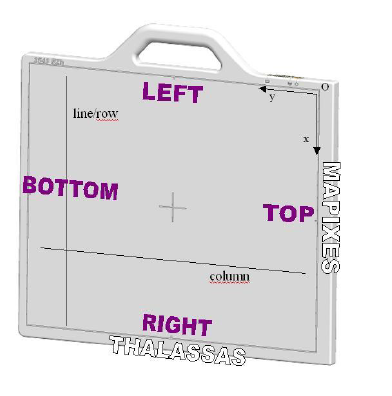 LEFT
O
y
line/row
x
BOTTOM
TOP
MAPIXES
column
RIGHT
THALASSAS